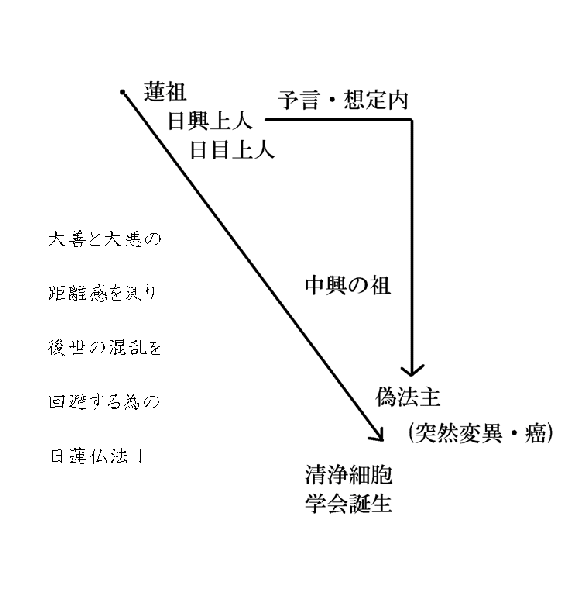 蓮祖
日興上人
日目上人
予言・想定内
大善と大悪の
距離感を測り
後世の混乱を
回避する為の
日蓮仏法！
中興の祖
偽法主
(突然変異・癌)
清浄細胞
学会誕生